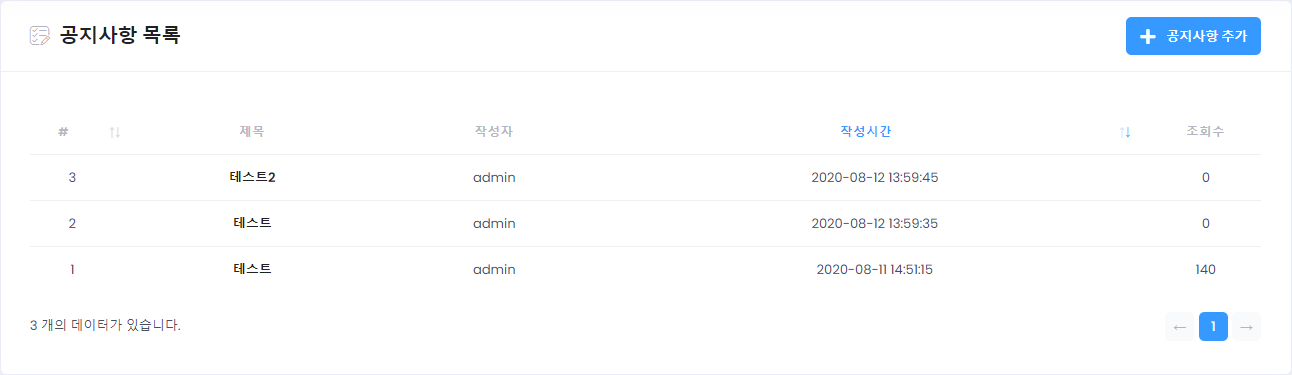 공지사항 목록
공지사항 추가
# 제목 작성자 작성시간 조회수
3 테스트2 admin 2020-08-12 13:59:45 0
2 테스트 admin 2020-08-12 13:59:35 0
1 테스트 admin 2020-08-11 14:51:15 140
3 개의 데이터가 있습니다.
← 1 →